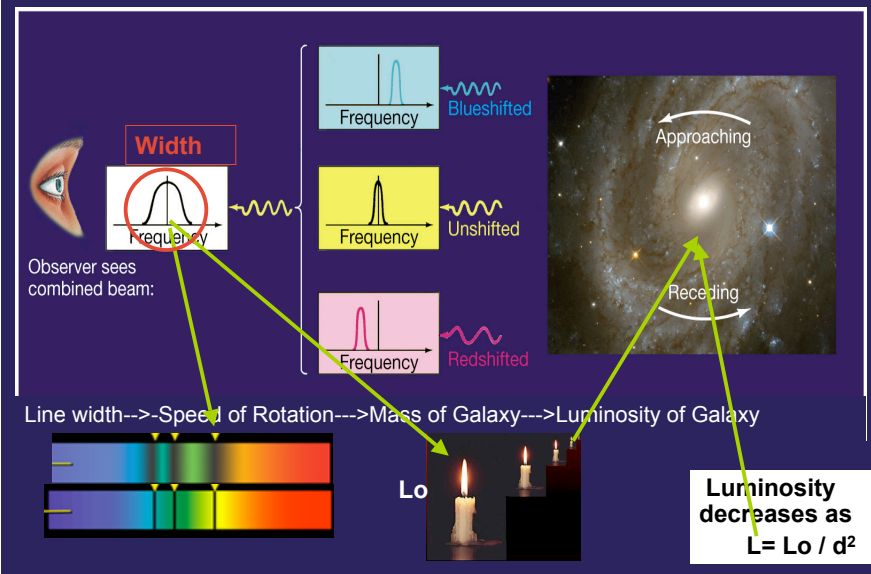 Width
Frequency
Observer sees
combined beam:
Frequency
Blueshifted
Frequency
Unshifted
Frequency
Redshifted
Approaching
Receding
Line width-->-Speed of Rotation--->Mass of Galaxy--->Luminosity of Galaxy
Lo
Luminosity
decreases as
L= Lo / d²